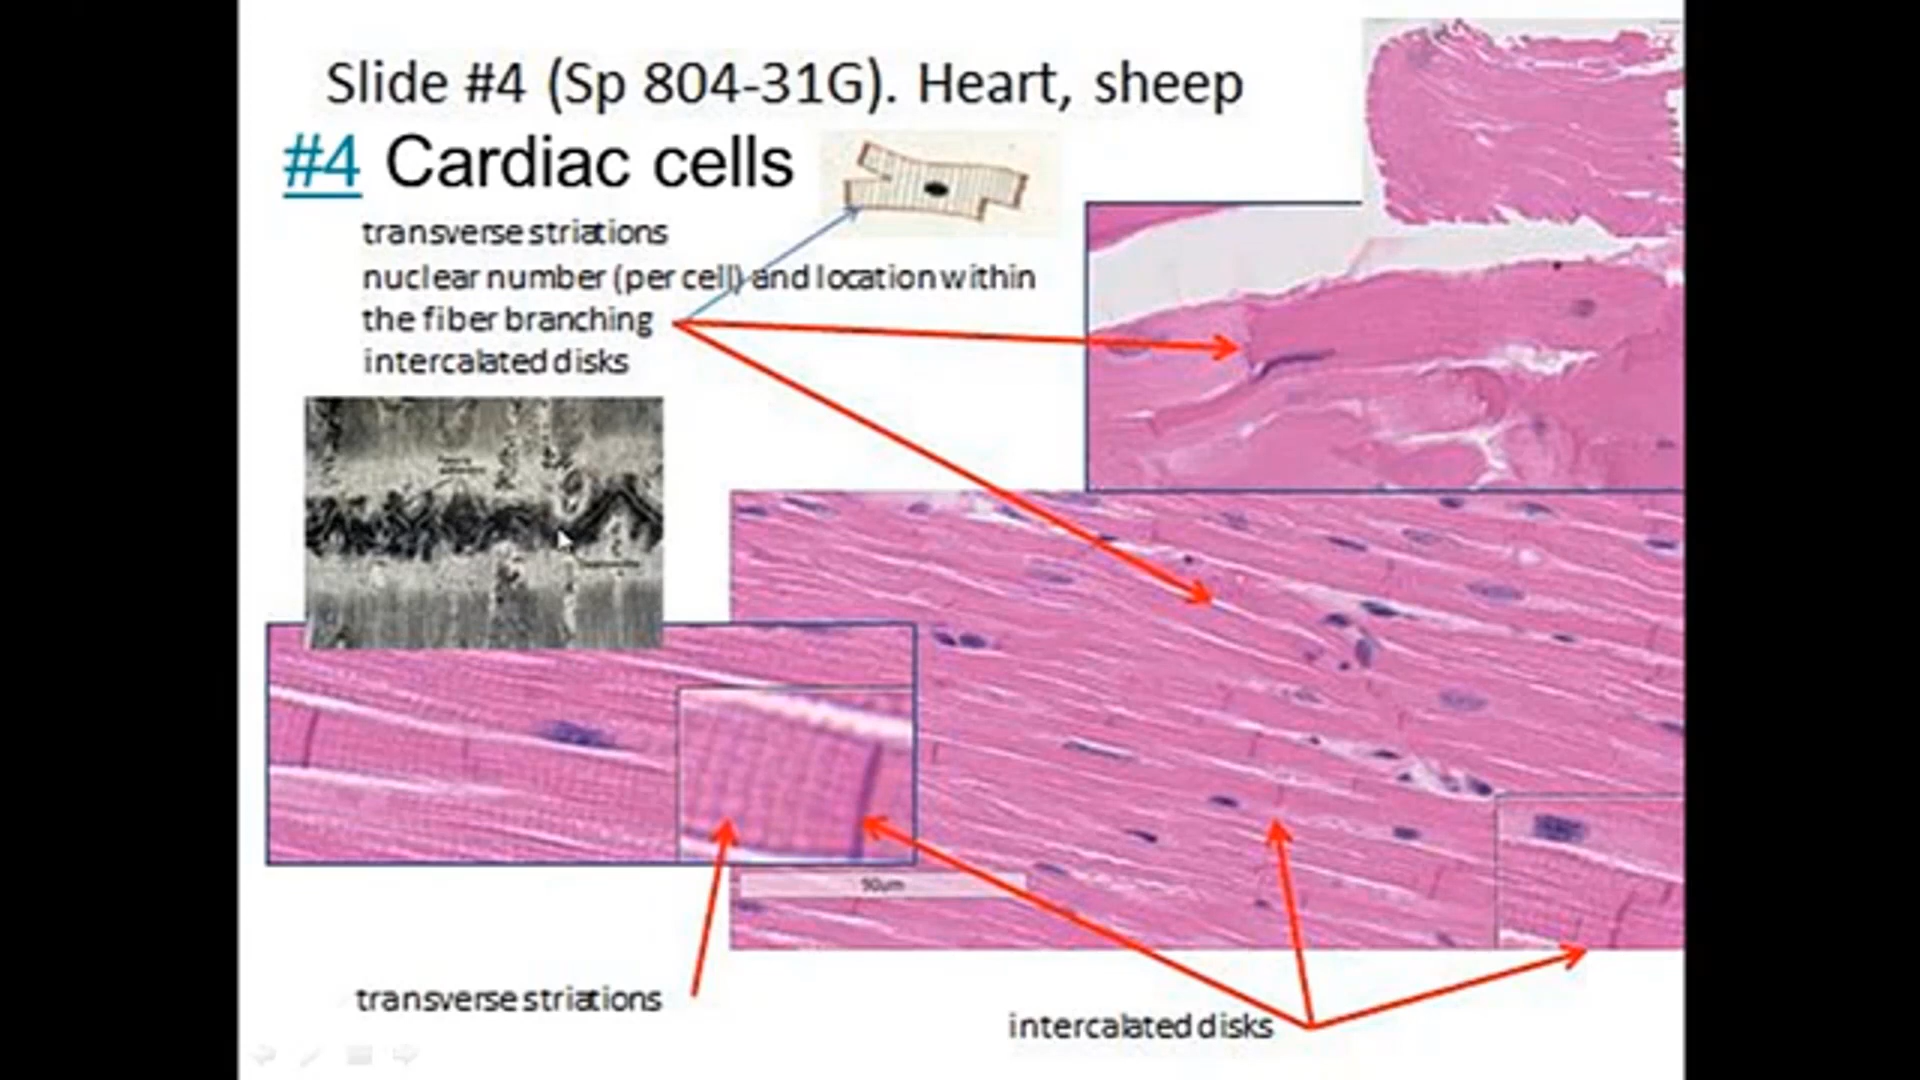 Slide #4 (Sp 804-31G). Heart, sheep
#4 Cardiac cells
transverse striations
nuclear number (per cell) and location within
the fiber branching
intercalated disks
50um
transverse striations
intercalated disks